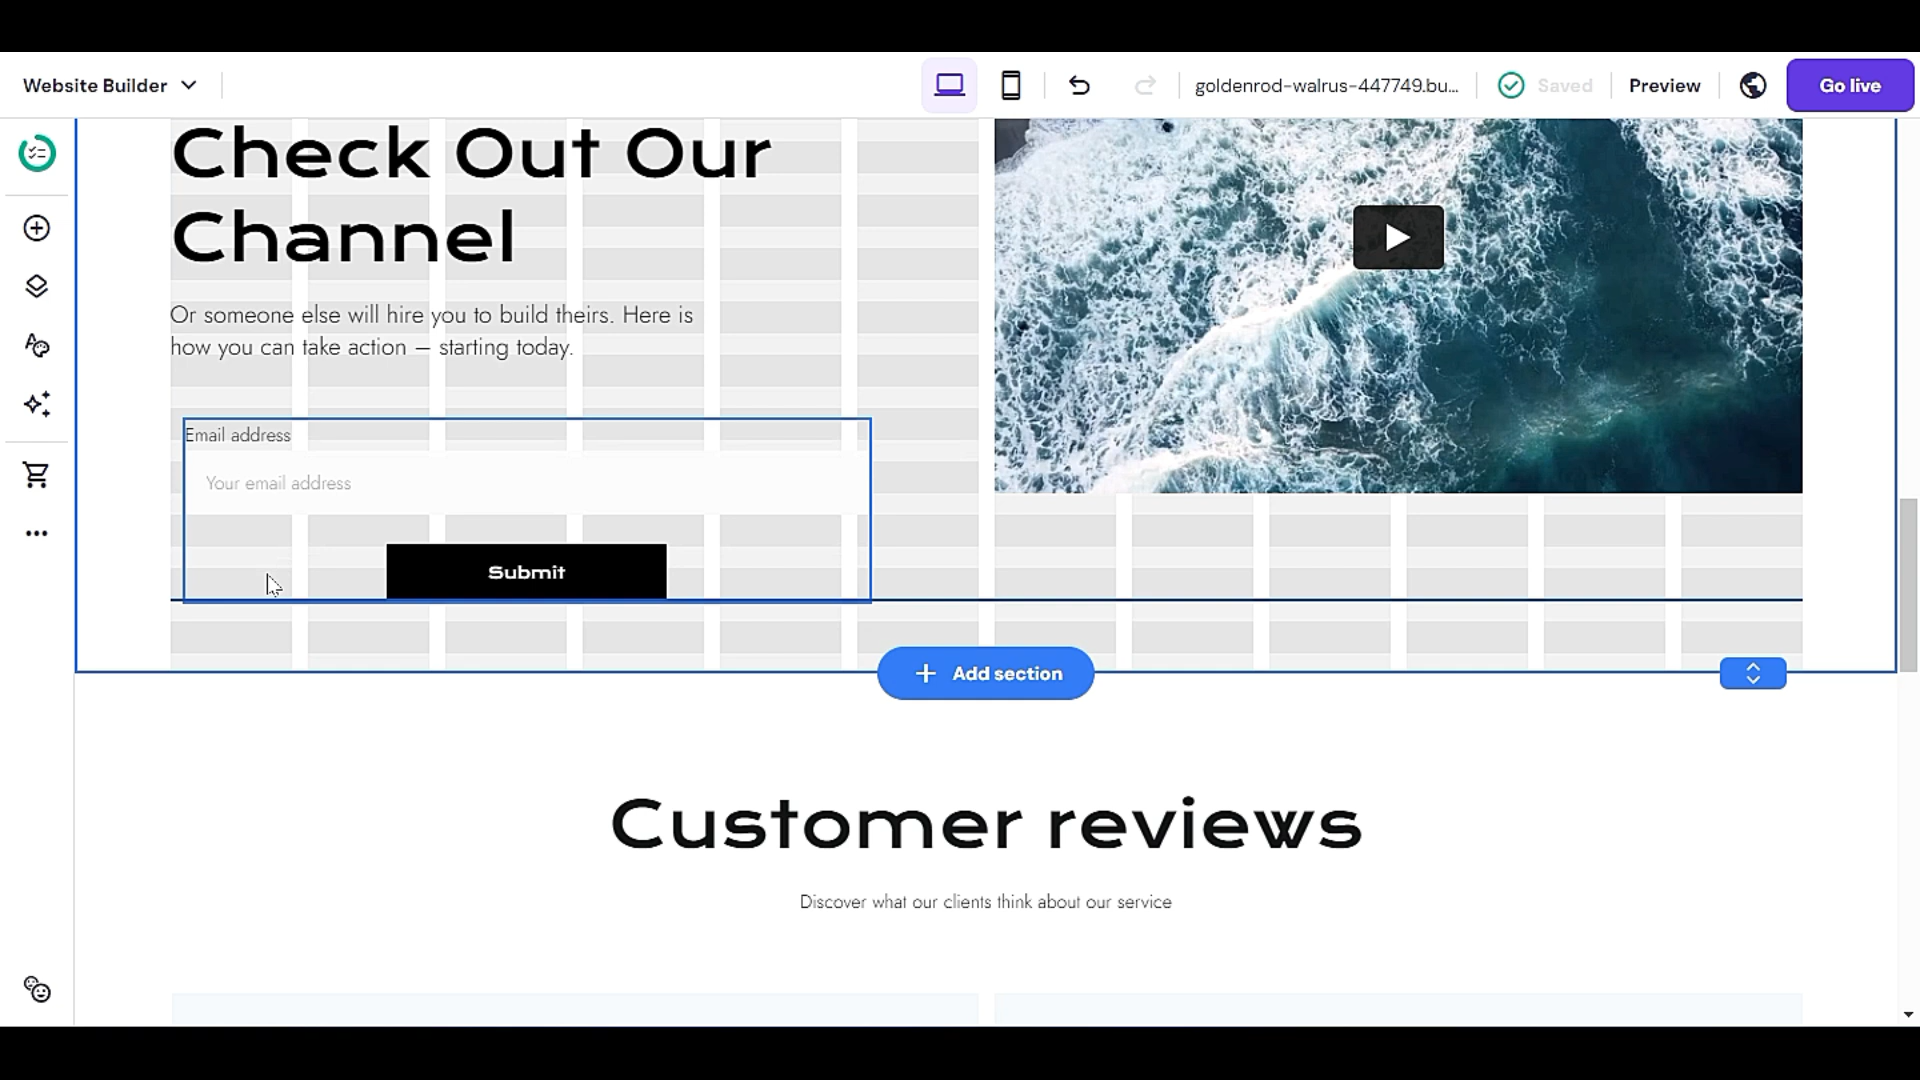 Website Builder
goldenrod-walrus-447749.bu...
Saved
Preview
Go live
Check Out Our
Channel
Or someone else will hire you to build theirs. Here is
how you can take action – starting today.
Email address
Your email address
Submit
Add section
Customer reviews
Discover what our clients think about our service